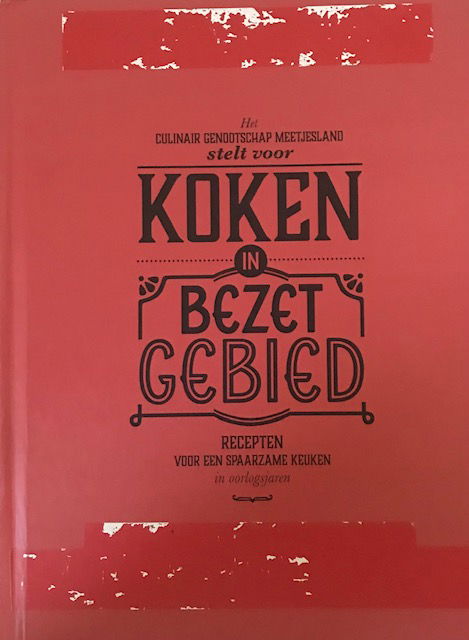 Het
CULINAIR GENOOTSCHAP MEETJESLAND
stelt voor
KOKEN
IN
BEZET
GEBIED
RECEPTEN
VOOR EEN SPAARZAME KEUKEN
in oorlogsjaren